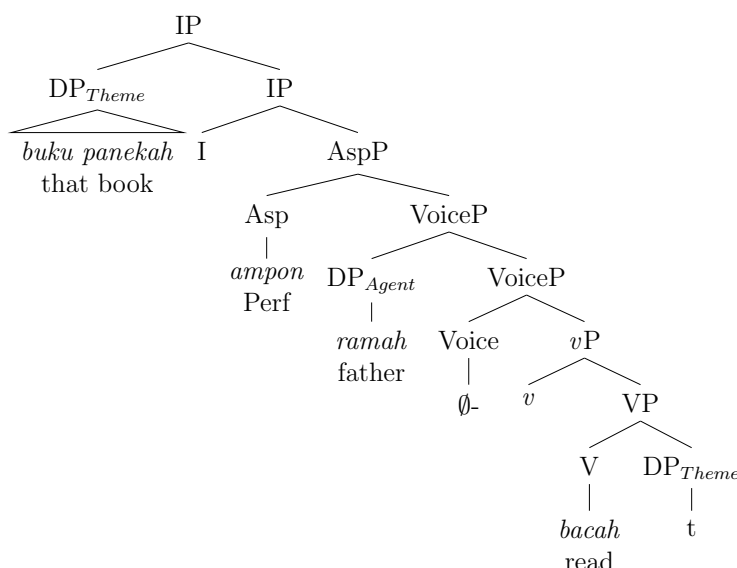 IP
DP_Theme IP
buku panekah I AspP
that book
Asp VoiceP
ampon DP_Agent VoiceP
Perf
ramah Voice vP
father
∅- v VP
V DP_Theme
bacah t
read